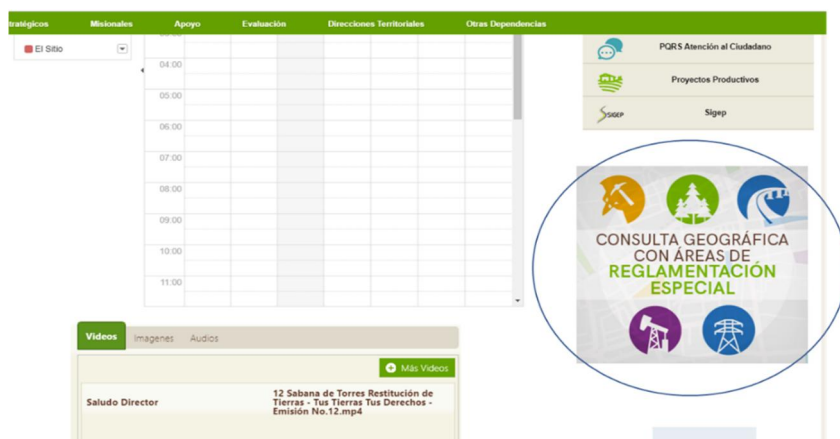 Misionales
Apoyo
Evaluación
Direcciones Territoriales
Otras Dependencias
El Sitio
04:00
05:00
06:00
07:00
08:00
09:00
10:00
11:00
PQRS Atención al Ciudadano
Proyectos Productivos
SIGEP
Sigep
CONSULTA GEOGRÁFICA
CON ÁREAS DE
REGLAMENTACIÓN
ESPECIAL
Videos
Imagenes
Audios
Más Videos
Saludo Director
12 Sabana de Torres Restitución de
Tierras - Tus Tierras Tus Derechos -
Emisión No.12.mp4